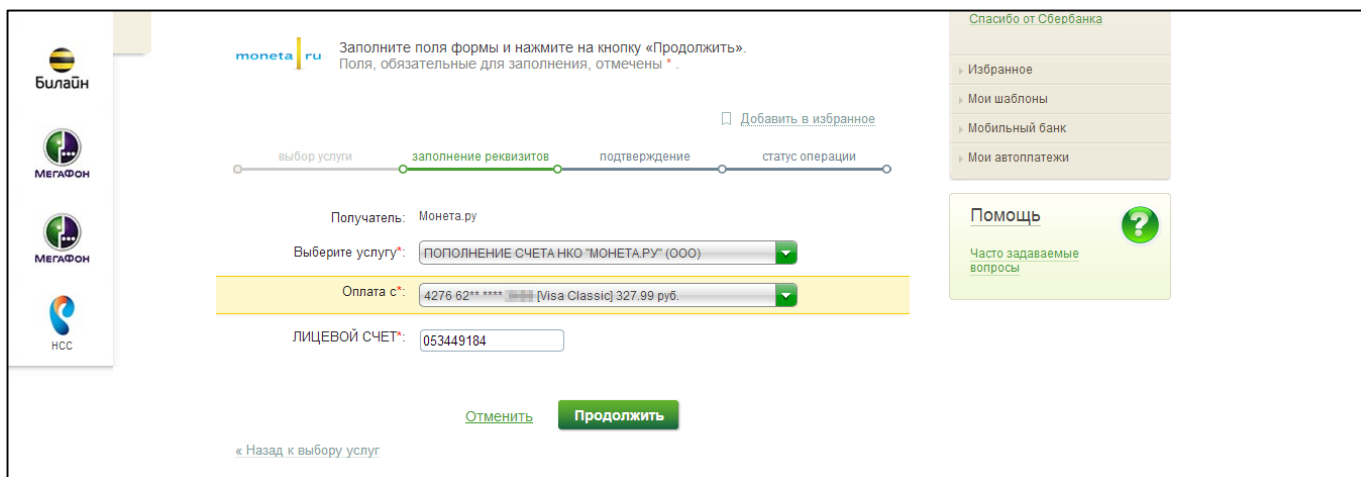 Билайн
МЕГАФОН
МЕГАФОН
НСС
moneta ru
Заполните поля формы и нажмите на кнопку «Продолжить».
Поля, обязательные для заполнения, отмечены * .
Добавить в избранное
выбор услуги заполнение реквизитов подтверждение статус операции
Получатель: Монета.ру
Выберите услугу*: ПОПОЛНЕНИЕ СЧЕТА НКО "МОНЕТА.РУ" (ООО)
Оплата с*: 4276 62** **** [Visa Classic] 327.99 руб.
ЛИЦЕВОЙ СЧЕТ*: 053449184
Отменить Продолжить
« Назад к выбору услуг
Спасибо от Сбербанка
Избранное
Мои шаблоны
Мобильный банк
Мои автоплатежи
Помощь
?
Часто задаваемые
вопросы